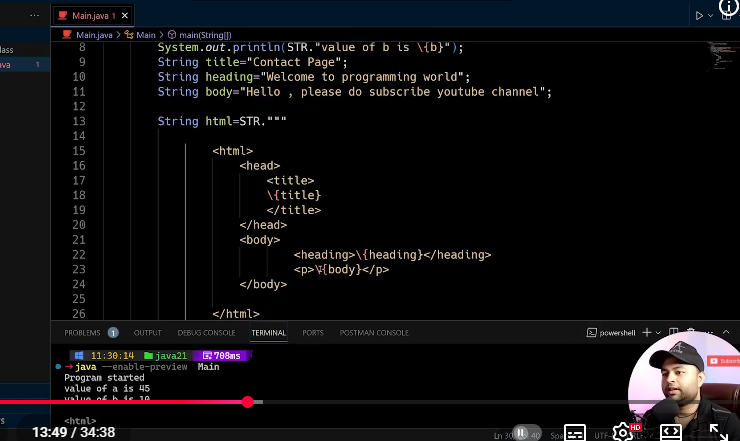 Main.java 1 ×
Main.java > Main > main(String[])
lass
ava 1
8 System.out.println(STR."value of b is \{b}");
9 String title="Contact Page";
10 String heading="Welcome to programming world";
11 String body="Hello , please do subscribe youtube channel";
12
13 String html=STR."""
14
15 <html>
16 <head>
17 <title>
18 \{title}
19 </title>
20 </head>
21 <body>
22 <heading>\{heading}</heading>
23 <p>\{body}</p>
24 </body>
25
26 </html>
PROBLEMS 1 OUTPUT DEBUG CONSOLE TERMINAL PORTS POSTMAN CONSOLE powershell
11:30:14 java21 708ms
java --enable-preview Main
Program started
value of a is 45
value of b is 10
<html>
Subscribe
13:49 / 34:38
HD